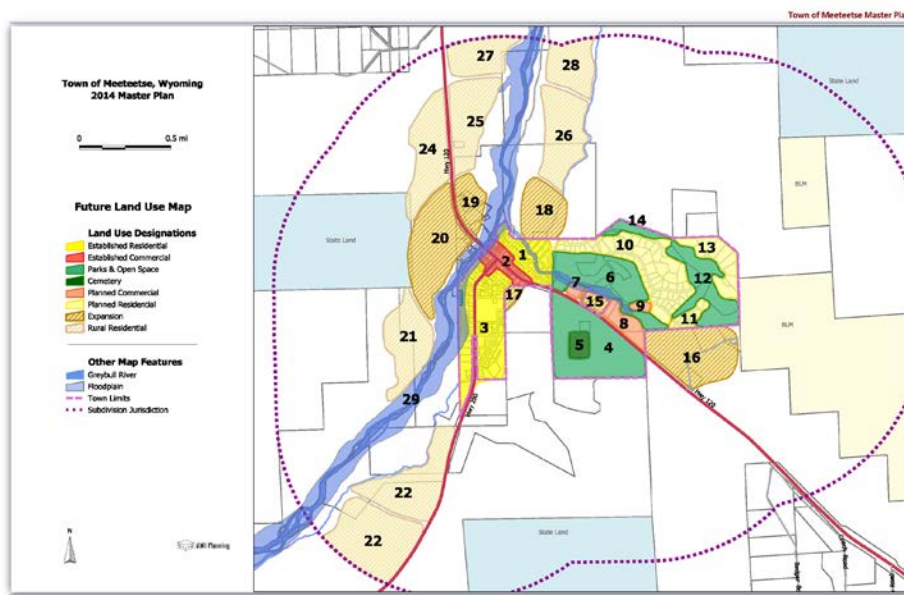 Town of Meeteetse Master Pla
Town of Meeteetse, Wyoming
2014 Master Plan
0 0.5 mi
Future Land Use Map
Land Use Designations
Established Residential
Established Commercial
Parks & Open Space
Cemetery
Planned Commercial
Planned Residential
Expansion
Rural Residential
Other Map Features
Greybull River
Floodplain
Town Limits
Subdivision Jurisdiction
N
Planning
27
28
State Land
25
24
26
Hwy 120
BLM
19
18
20
14
State Land
10
13
1
2
12
6
7
17
15
9
11
8
21
3
5
4
16
BLM
29
Hwy 290
Hwy 120
22
22
State Land